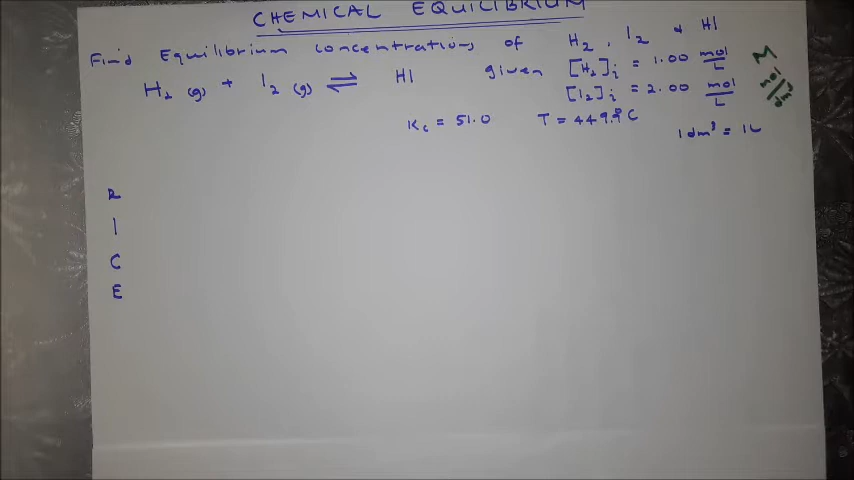 CHEMICAL EQUILIBRIUM
Find Equilibrium concentrations of H₂, I₂ & HI
H₂ (g) + I₂ (g) ⇌ HI given [H₂]i = 1.00 mol/L M
[I₂]i = 2.00 mol/L mol/dm³
Kc = 51.0 T = 449.9°C
1dm³ = 1L
R
I
C
E